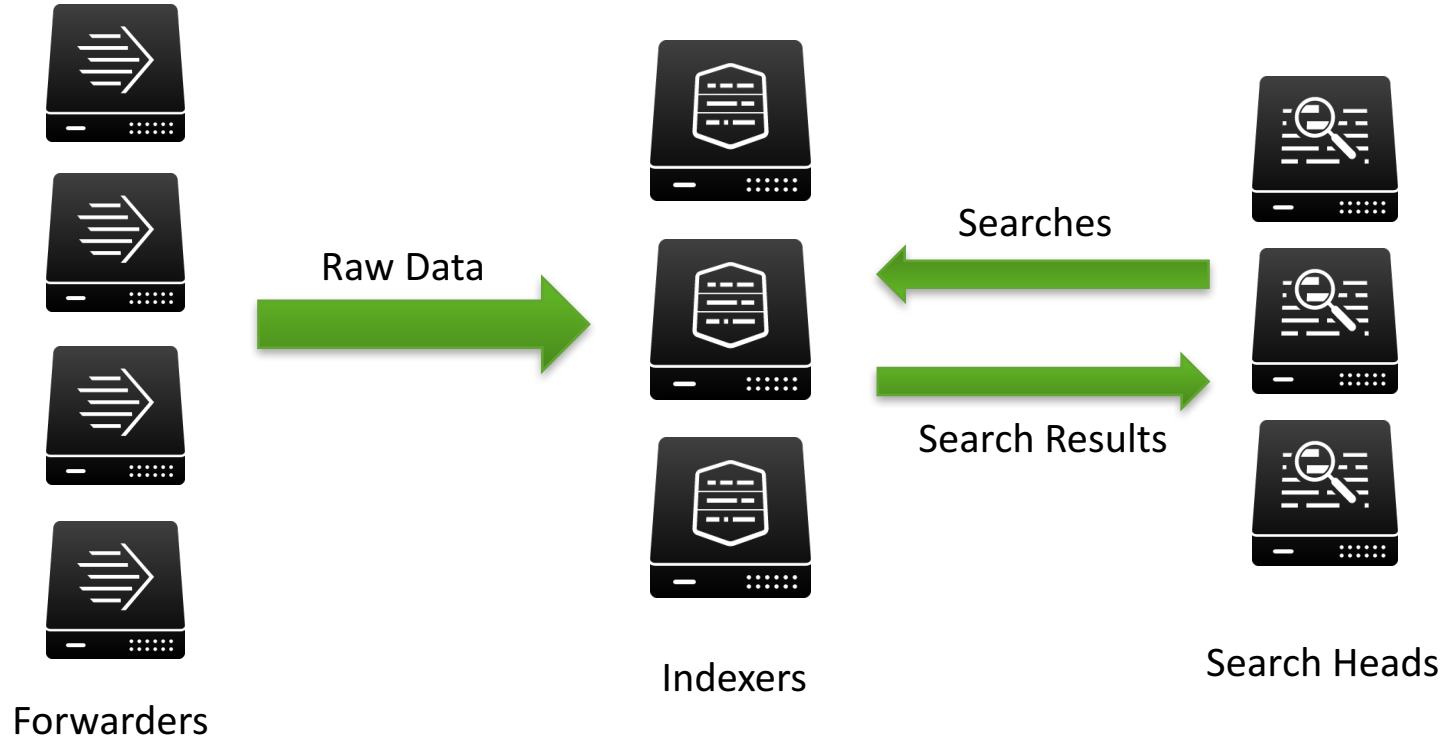 Raw Data
Searches
Search Results
Forwarders
Indexers
Search Heads